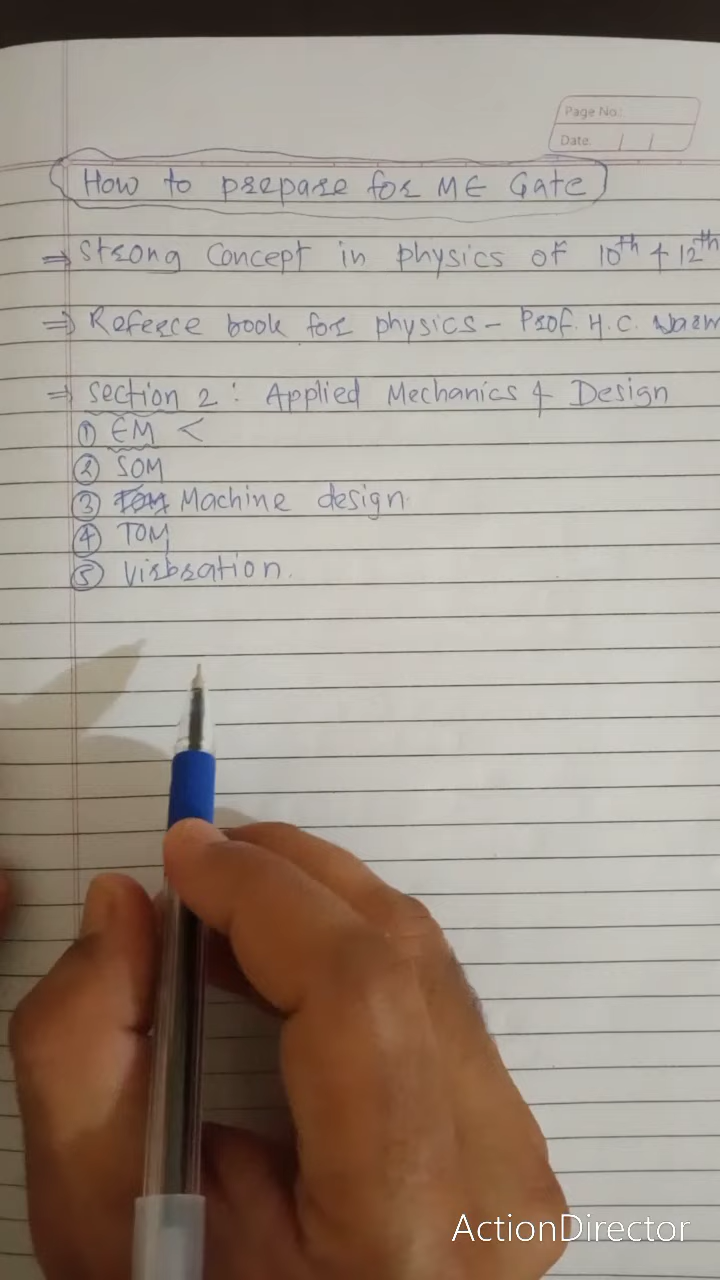 Page No:
Date.
How to prepare for ME Gate
⇒ Strong Concept in physics of 10th & 12th
⇒ Refeece book for physics - Prof. H.C.
⇒ section 2 : Applied Mechanics & Design
① EM <
② SOM
③ Machine design.
④ TOM
⑤ Virbration.
ActionDirector